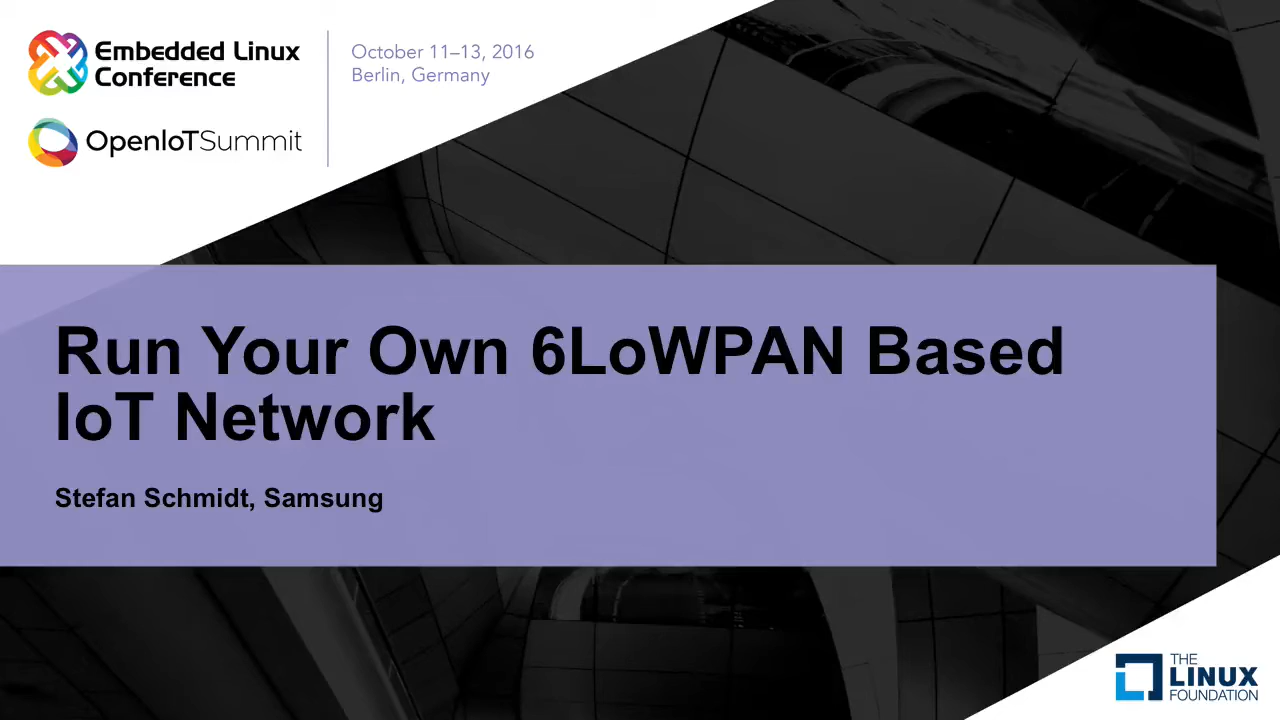 Embedded Linux
Conference
OpenIoTSummit
October 11–13, 2016
Berlin, Germany
Run Your Own 6LoWPAN Based
IoT Network
Stefan Schmidt, Samsung
THE
LINUX
FOUNDATION